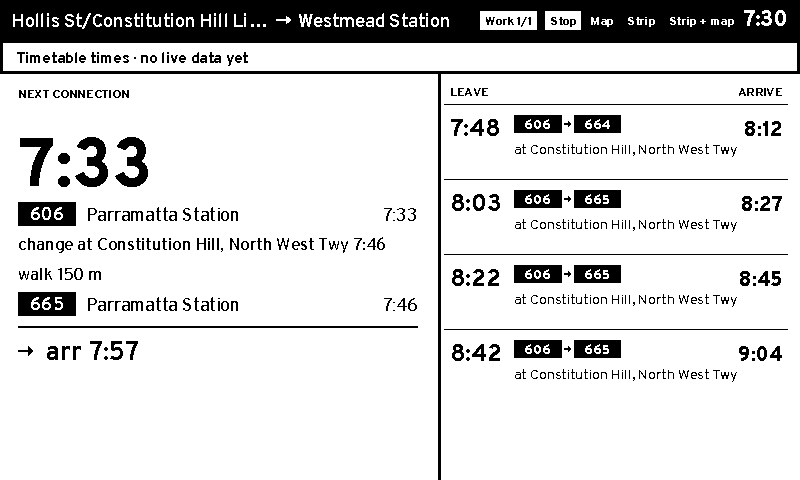 Hollis St/Constitution Hill Li... → Westmead Station Work 1/1 Stop Map Strip Strip + map 7:30
Timetable times · no live data yet
NEXT CONNECTION
7:33
606 Parramatta Station 7:33
change at Constitution Hill, North West Twy 7:46
walk 150 m
665 Parramatta Station 7:46
→ arr 7:57
LEAVE ARRIVE
7:48 606 → 664 8:12
at Constitution Hill, North West Twy
8:03 606 → 665 8:27
at Constitution Hill, North West Twy
8:22 606 → 665 8:45
at Constitution Hill, North West Twy
8:42 606 → 665 9:04
at Constitution Hill, North West Twy